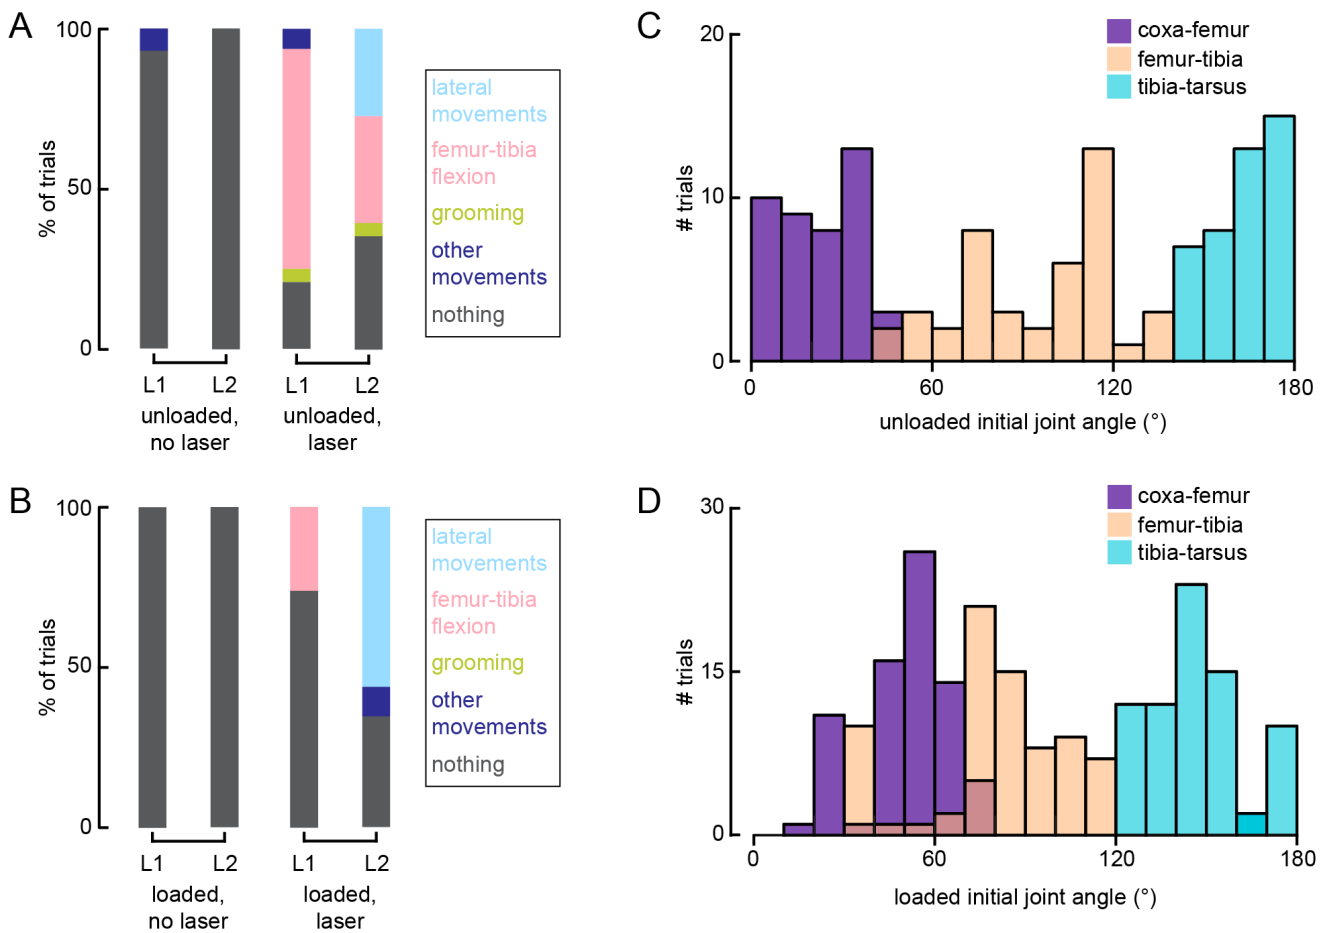 A
100
50
0
% of trials
L1
L2
L1
L2
unloaded,
no laser
unloaded,
laser
lateral
movements
femur-tibia
flexion
grooming
other
movements
nothing
C
20
10
0
# trials
coxa-femur
femur-tibia
tibia-tarsus
0
60
120
180
unloaded initial joint angle (°)
B
100
50
0
% of trials
L1
L2
L1
L2
loaded,
no laser
loaded,
laser
lateral
movements
femur-tibia
flexion
grooming
other
movements
nothing
D
30
15
0
# trials
coxa-femur
femur-tibia
tibia-tarsus
0
60
120
180
loaded initial joint angle (°)